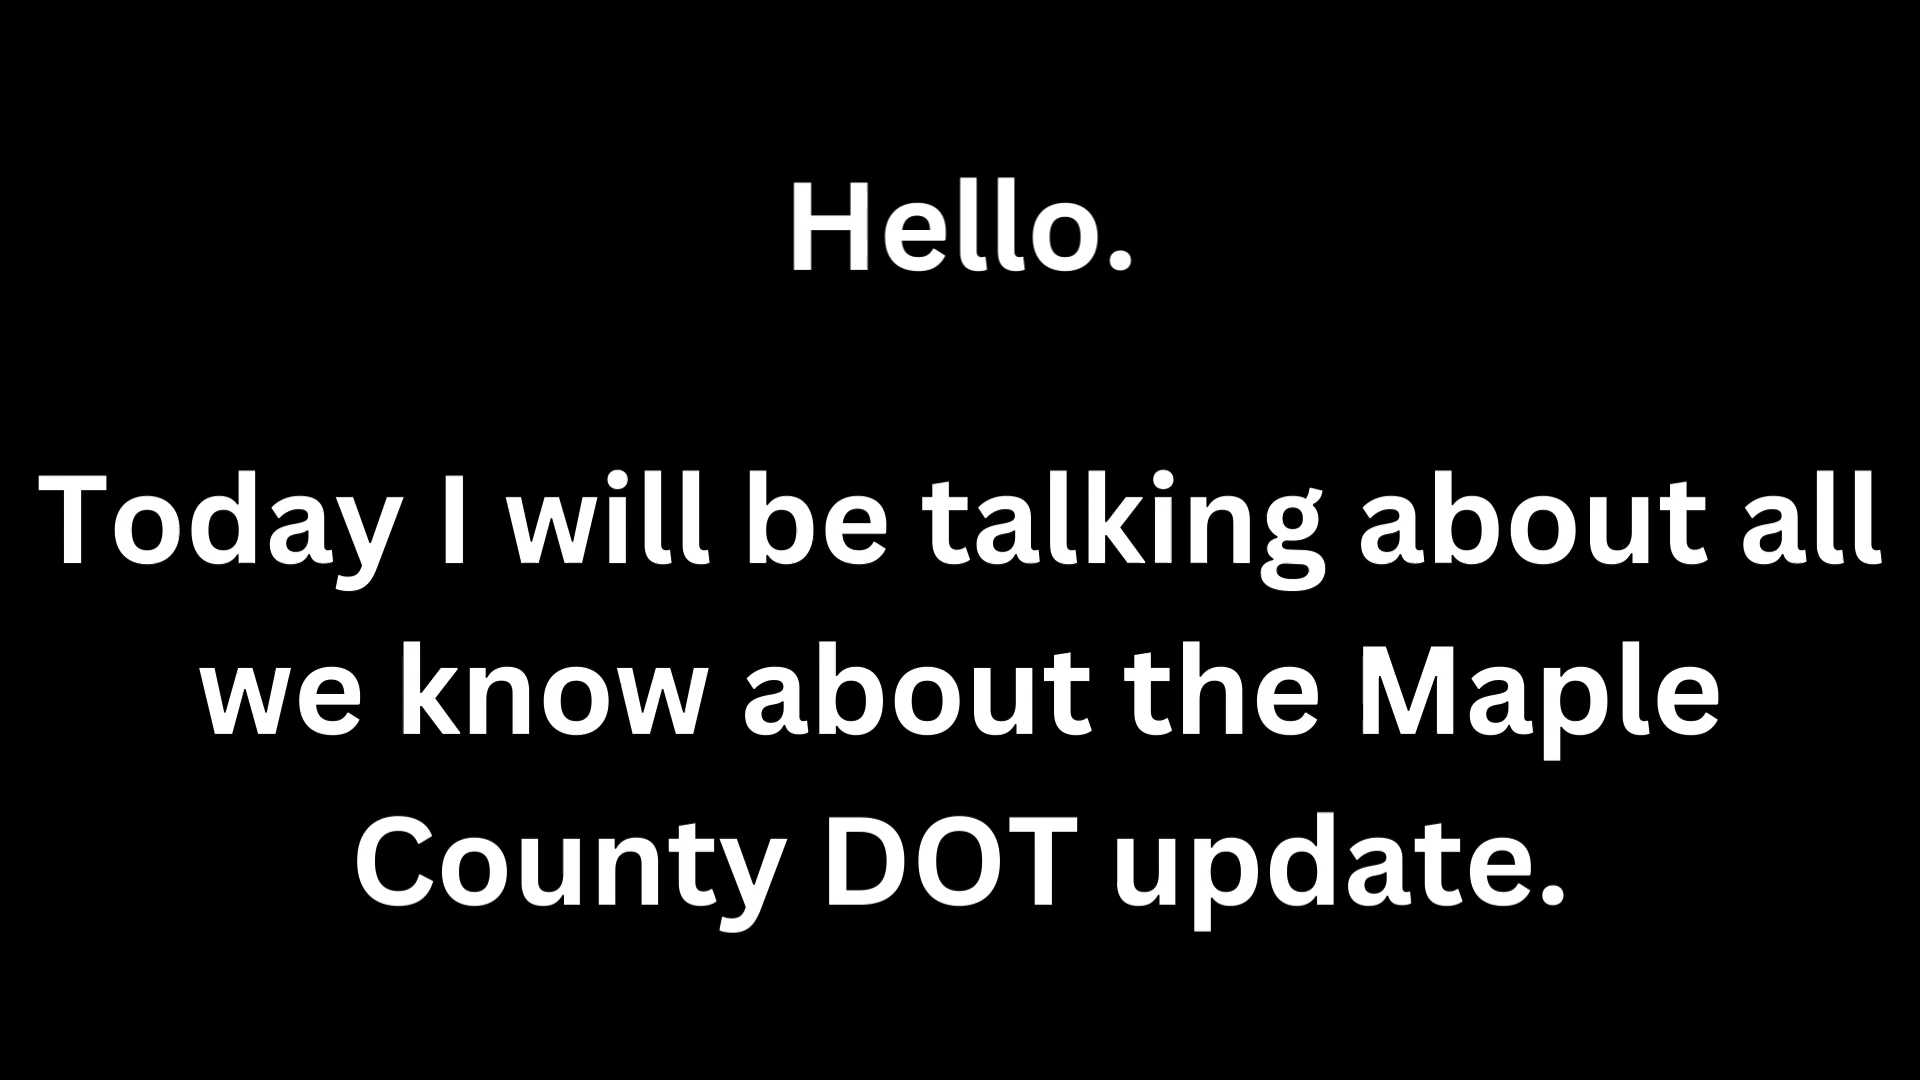 Hello.
Today I will be talking about all
we know about the Maple
County DOT update.